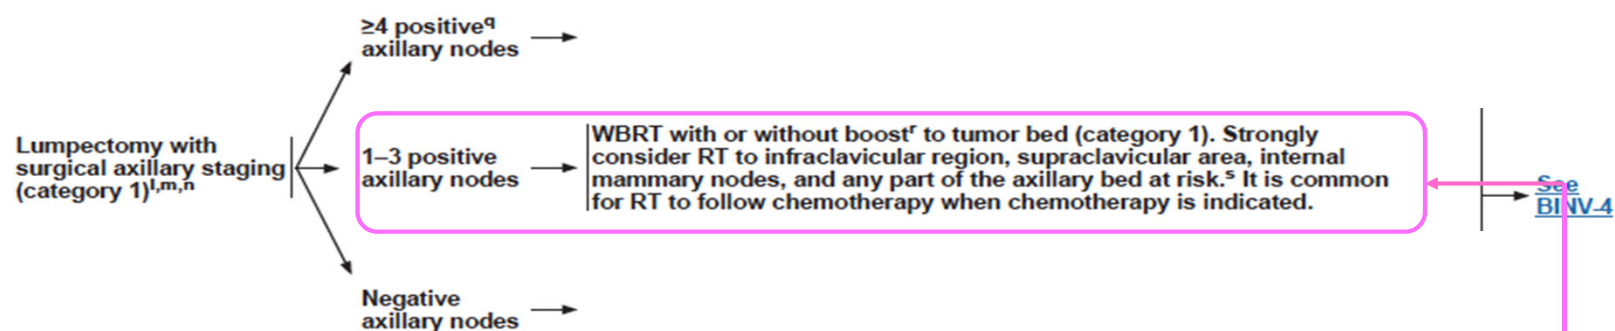 ≥4 positiveq
axillary nodes
Lumpectomy with
surgical axillary staging
(category 1)l,m,n
1–3 positive
axillary nodes
WBRT with or without boostr to tumor bed (category 1). Strongly
consider RT to infraclavicular region, supraclavicular area, internal
mammary nodes, and any part of the axillary bed at risk.s It is common
for RT to follow chemotherapy when chemotherapy is indicated.
See
BINV-4
Negative
axillary nodes